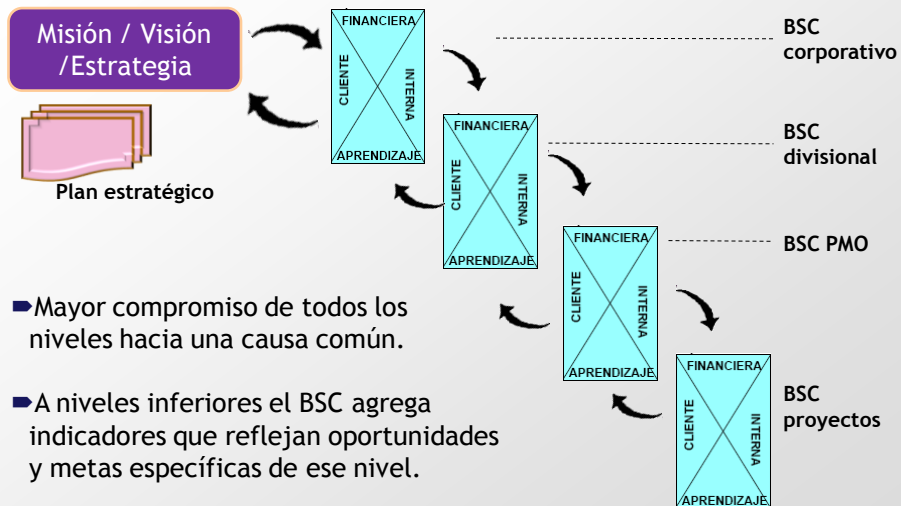 Misión / Visión
/Estrategia
Plan estratégico
FINANCIERA
CLIENTE
INTERNA
APRENDIZAJE
BSC
corporativo
FINANCIERA
CLIENTE
INTERNA
APRENDIZAJE
BSC
divisional
FINANCIERA
CLIENTE
INTERNA
APRENDIZAJE
BSC PMO
FINANCIERA
CLIENTE
INTERNA
APRENDIZAJE
BSC
proyectos
Mayor compromiso de todos los
niveles hacia una causa común.
A niveles inferiores el BSC agrega
indicadores que reflejan oportunidades
y metas específicas de ese nivel.